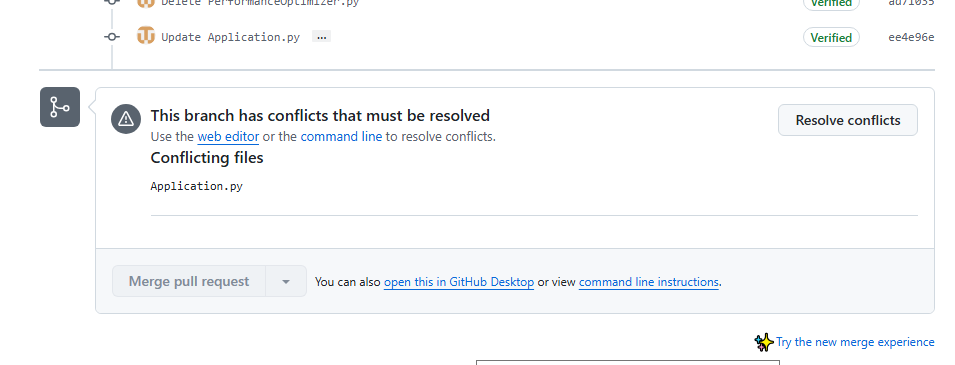 Delete PerformanceOptimizer.py Verified ad71035
Update Application.py ... Verified ee4e96e
This branch has conflicts that must be resolved
Resolve conflicts
Use the web editor or the command line to resolve conflicts.
Conflicting files
Application.py
Merge pull request
You can also open this in GitHub Desktop or view command line instructions.
Try the new merge experience